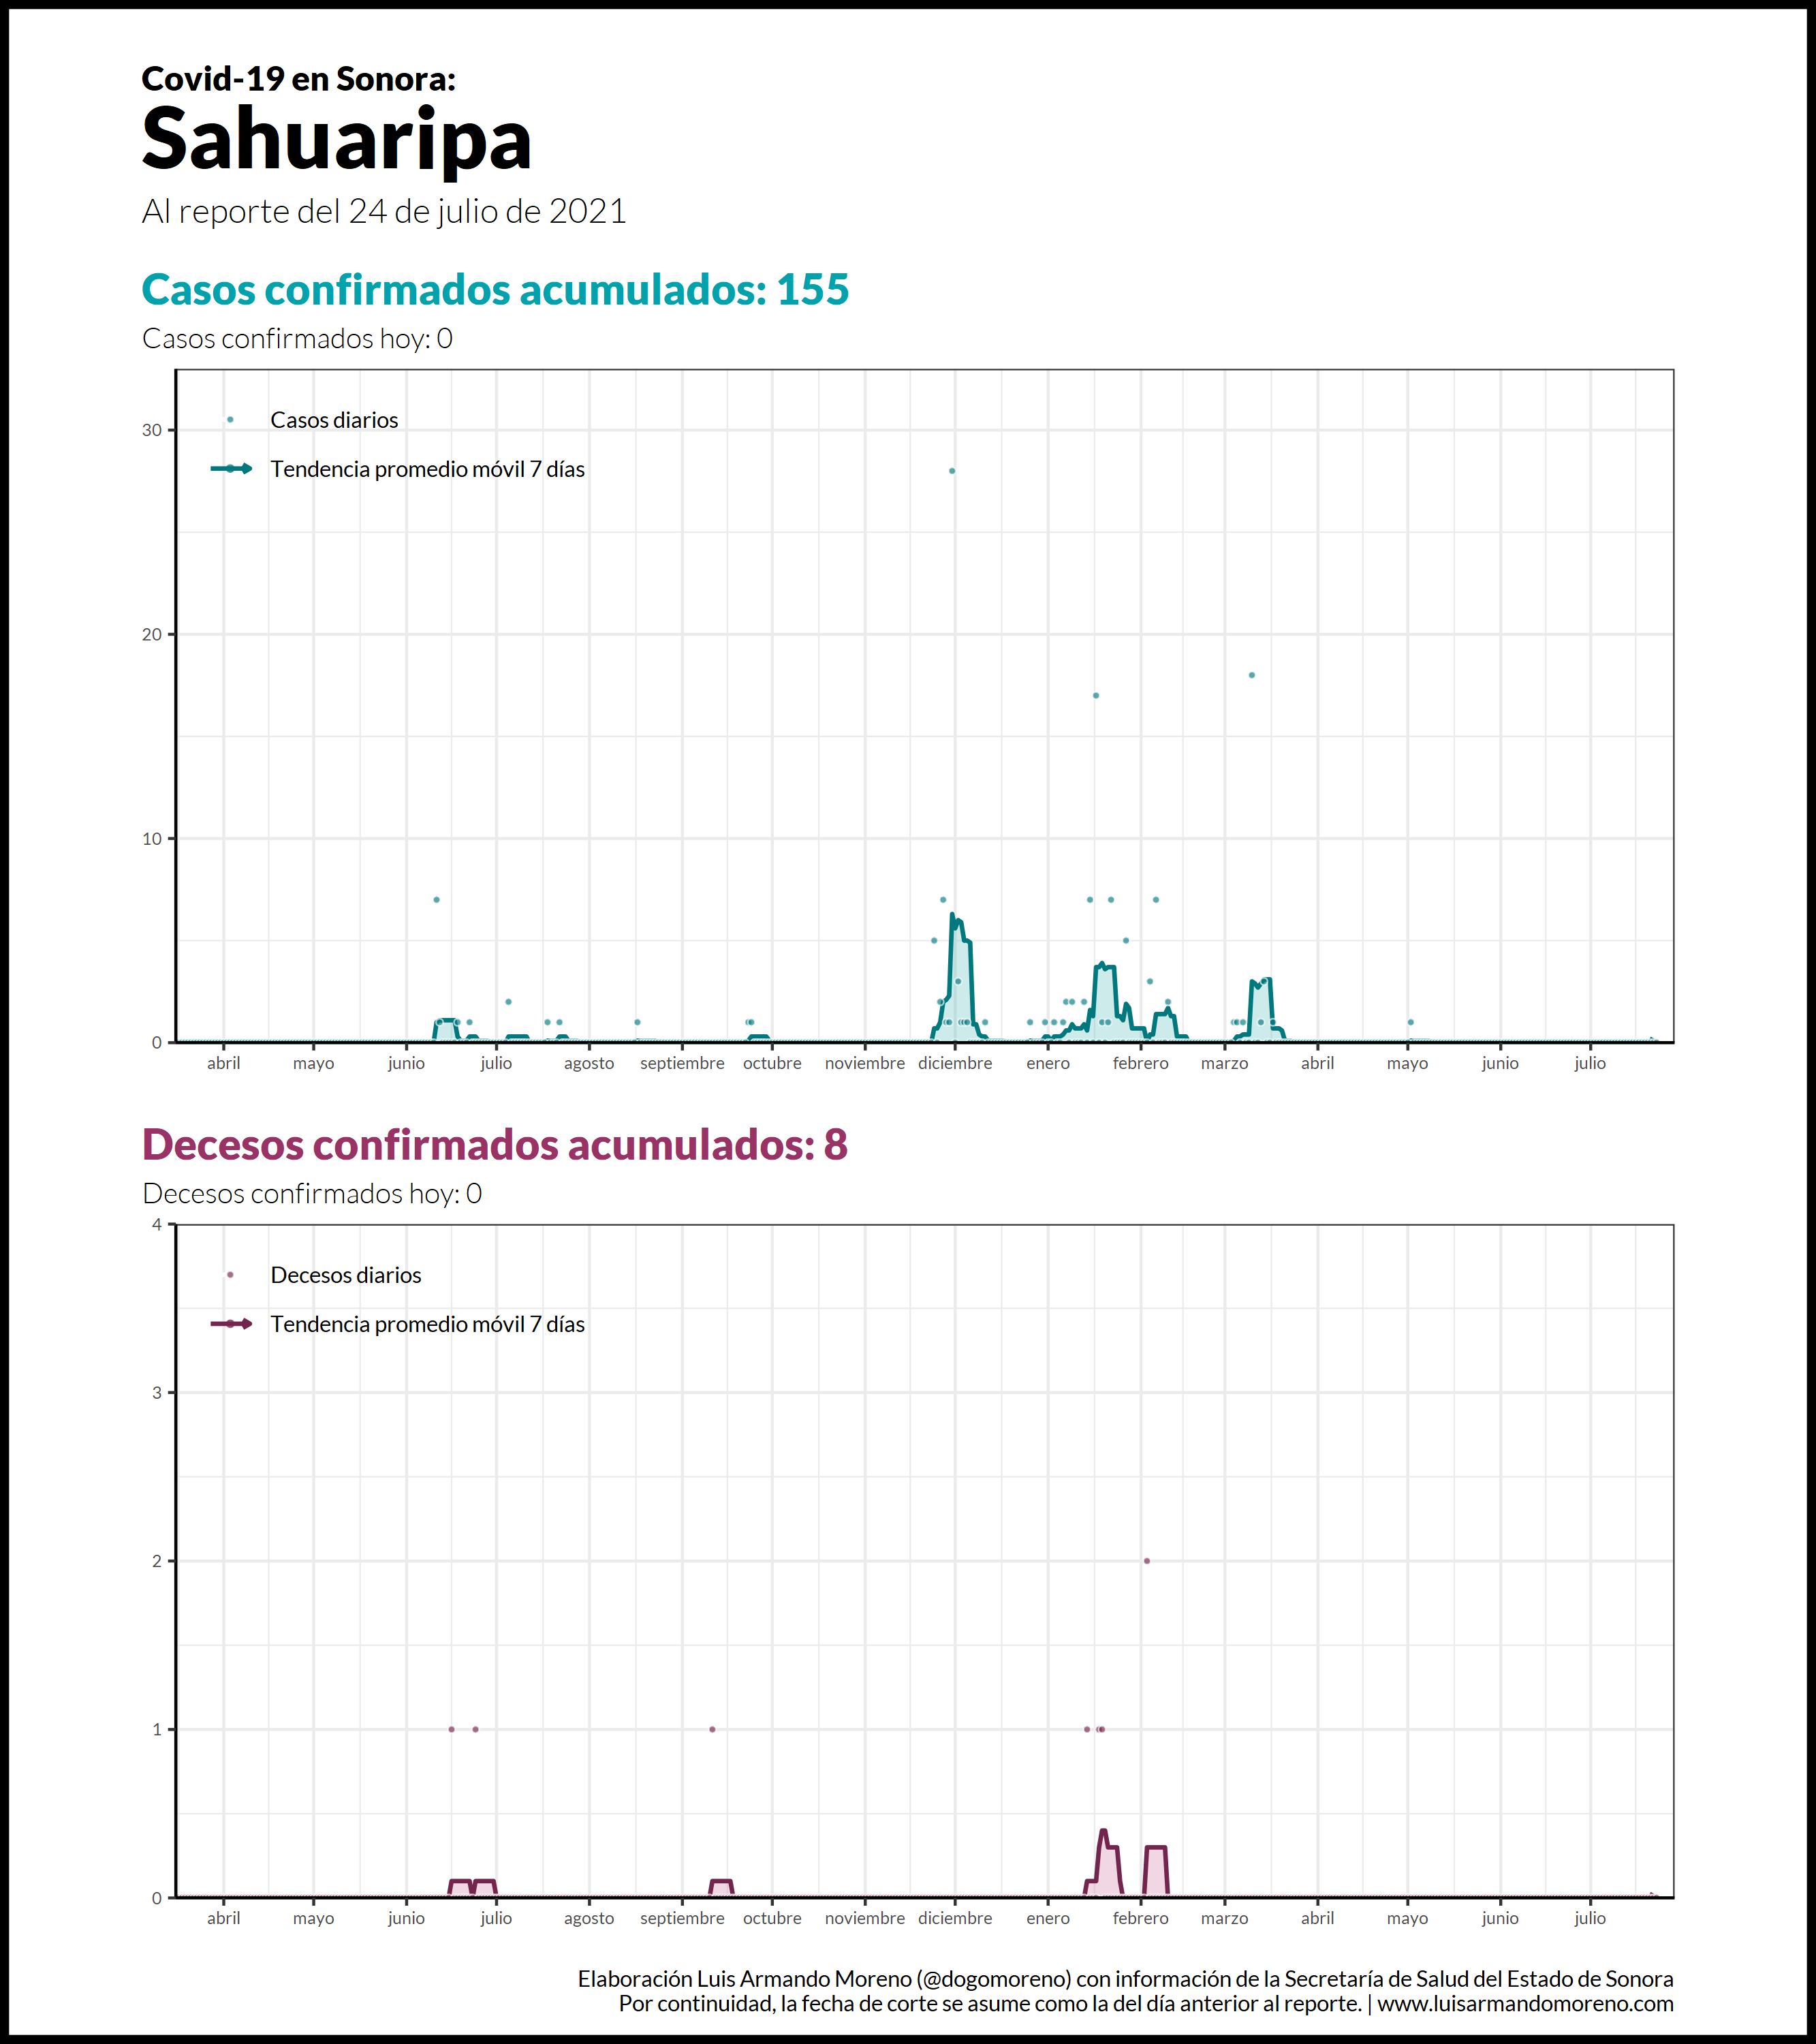 Covid-19 en Sonora:
Sahuaripa
Al reporte del 24 de julio de 2021
Casos confirmados acumulados: 155
Casos confirmados hoy: 0
Casos diarios
Tendencia promedio móvil 7 días
30
20
10
0
abril mayo junio julio agosto septiembre octubre noviembre diciembre enero febrero marzo abril mayo junio julio
Decesos confirmados acumulados: 8
Decesos confirmados hoy: 0
Decesos diarios
Tendencia promedio móvil 7 días
4
3
2
1
0
abril mayo junio julio agosto septiembre octubre noviembre diciembre enero febrero marzo abril mayo junio julio
Elaboración Luis Armando Moreno (@dogomoreno) con información de la Secretaría de Salud del Estado de Sonora
Por continuidad, la fecha de corte se asume como la del día anterior al reporte. | www.luisarmandomoreno.com